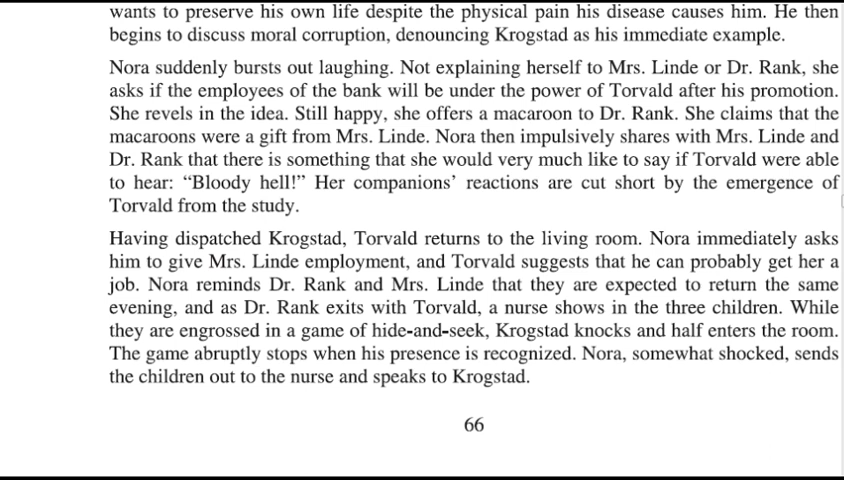 wants to preserve his own life despite the physical pain his disease causes him. He then
begins to discuss moral corruption, denouncing Krogstad as his immediate example.
Nora suddenly bursts out laughing. Not explaining herself to Mrs. Linde or Dr. Rank, she
asks if the employees of the bank will be under the power of Torvald after his promotion.
She revels in the idea. Still happy, she offers a macaroon to Dr. Rank. She claims that the
macaroons were a gift from Mrs. Linde. Nora then impulsively shares with Mrs. Linde and
Dr. Rank that there is something that she would very much like to say if Torvald were able
to hear: “Bloody hell!” Her companions’ reactions are cut short by the emergence of
Torvald from the study.
Having dispatched Krogstad, Torvald returns to the living room. Nora immediately asks
him to give Mrs. Linde employment, and Torvald suggests that he can probably get her a
job. Nora reminds Dr. Rank and Mrs. Linde that they are expected to return the same
evening, and as Dr. Rank exits with Torvald, a nurse shows in the three children. While
they are engrossed in a game of hide-and-seek, Krogstad knocks and half enters the room.
The game abruptly stops when his presence is recognized. Nora, somewhat shocked, sends
the children out to the nurse and speaks to Krogstad.
66